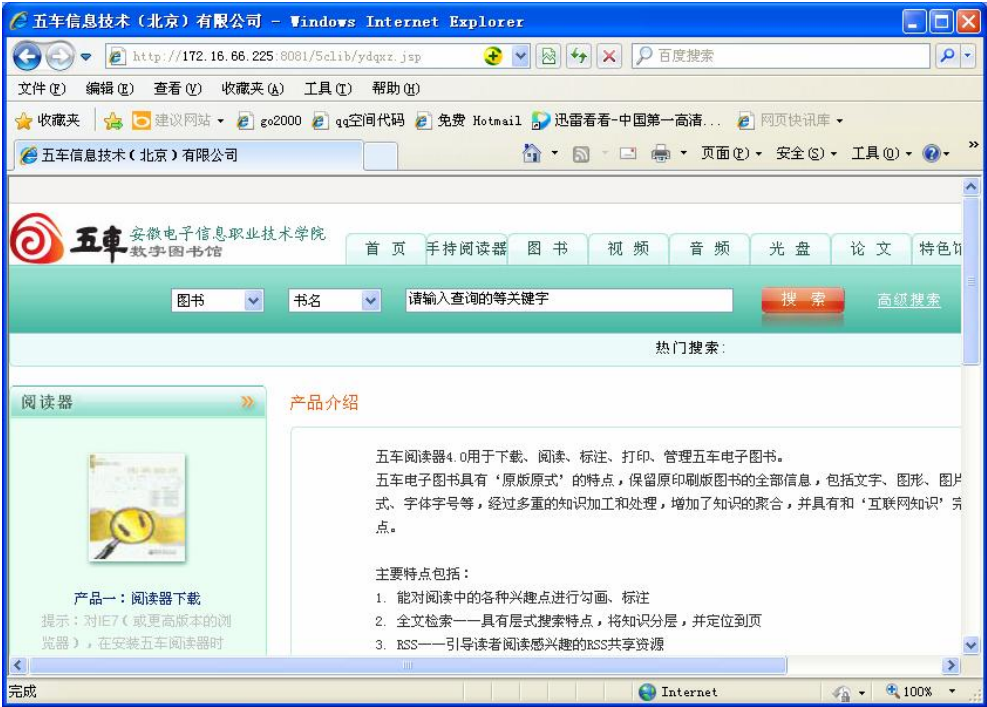 五车信息技术（北京）有限公司 - Windows Internet Explorer
http://172.16.66.225:8081/5clib/ydqxz.jsp 百度搜索
文件(F) 编辑(E) 查看(V) 收藏夹(A) 工具(T) 帮助(H)
收藏夹 建议网站 go2000 qq空间代码 免费 Hotmail 迅雷看看-中国第一高清... 网页快讯库
五车信息技术(北京)有限公司 页面(P) 安全(S) 工具(O) »
五車 安徽电子信息职业技术学院
数字图书馆
首 页 手持阅读器 图 书 视 频 音 频 光 盘 论 文 特色
图书 书名 请输入查询的等关键字 搜 索 高级搜索
热门搜索:
阅读器 产品介绍
五车阅读器4.0用于下载、阅读、标注、打印、管理五车电子图书。
五车电子图书具有‘原版原式’的特点，保留原印刷版图书的全部信息，包括文字、图形、图片
式、字体字号等，经过多重的知识加工和处理，增加了知识的聚合，并具有和‘互联网知识’完
点。
主要特点包括：
1. 能对阅读中的各种兴趣点进行勾画、标注
2. 全文检索——具有层式搜索特点，将知识分层，并定位到页
3. RSS——引导读者阅读感兴趣的RSS共享资源
产品一：阅读器下载
提示：对IE7(或更高版本的浏
览器)，在安装五车阅读器时
完成 Internet 100%